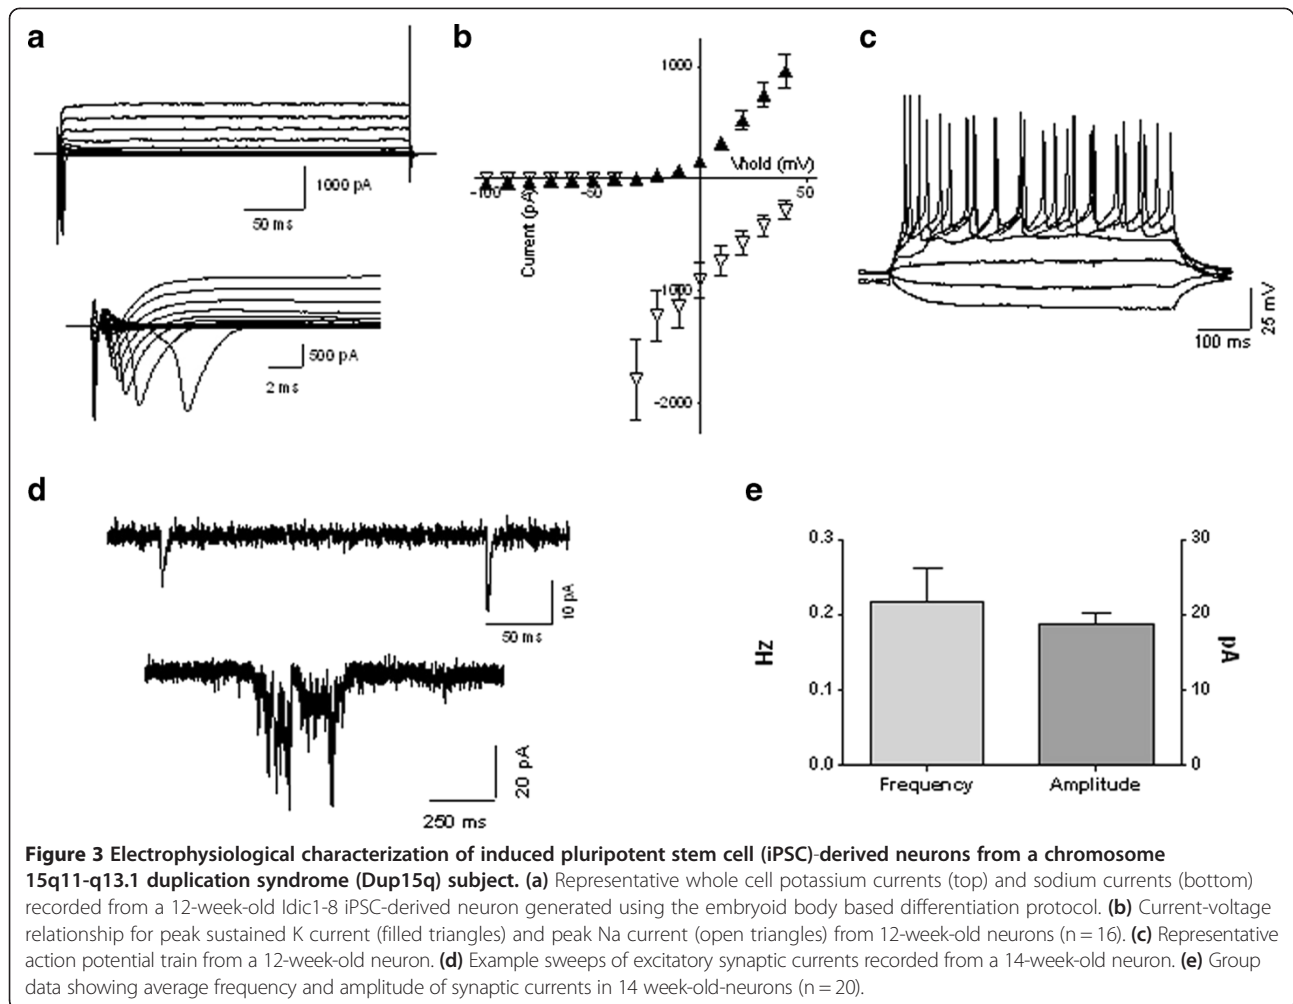 a
1000 pA
50 ms
500 pA
2 ms
b
1000
Vhold (mV)
-100
-50
50
Current (pA)
-1000
-2000
c
25 mV
100 ms
d
10 pA
50 ms
20 pA
250 ms
e
0.3
0.2
0.1
0.0
Hz
30
20
10
0
pA
Frequency
Amplitude
Figure 3 Electrophysiological characterization of induced pluripotent stem cell (iPSC)-derived neurons from a chromosome
15q11-q13.1 duplication syndrome (Dup15q) subject. (a) Representative whole cell potassium currents (top) and sodium currents (bottom)
recorded from a 12-week-old Idic1-8 iPSC-derived neuron generated using the embryoid body based differentiation protocol. (b) Current-voltage
relationship for peak sustained K current (filled triangles) and peak Na current (open triangles) from 12-week-old neurons (n = 16). (c) Representative
action potential train from a 12-week-old neuron. (d) Example sweeps of excitatory synaptic currents recorded from a 14-week-old neuron. (e) Group
data showing average frequency and amplitude of synaptic currents in 14 week-old-neurons (n = 20).